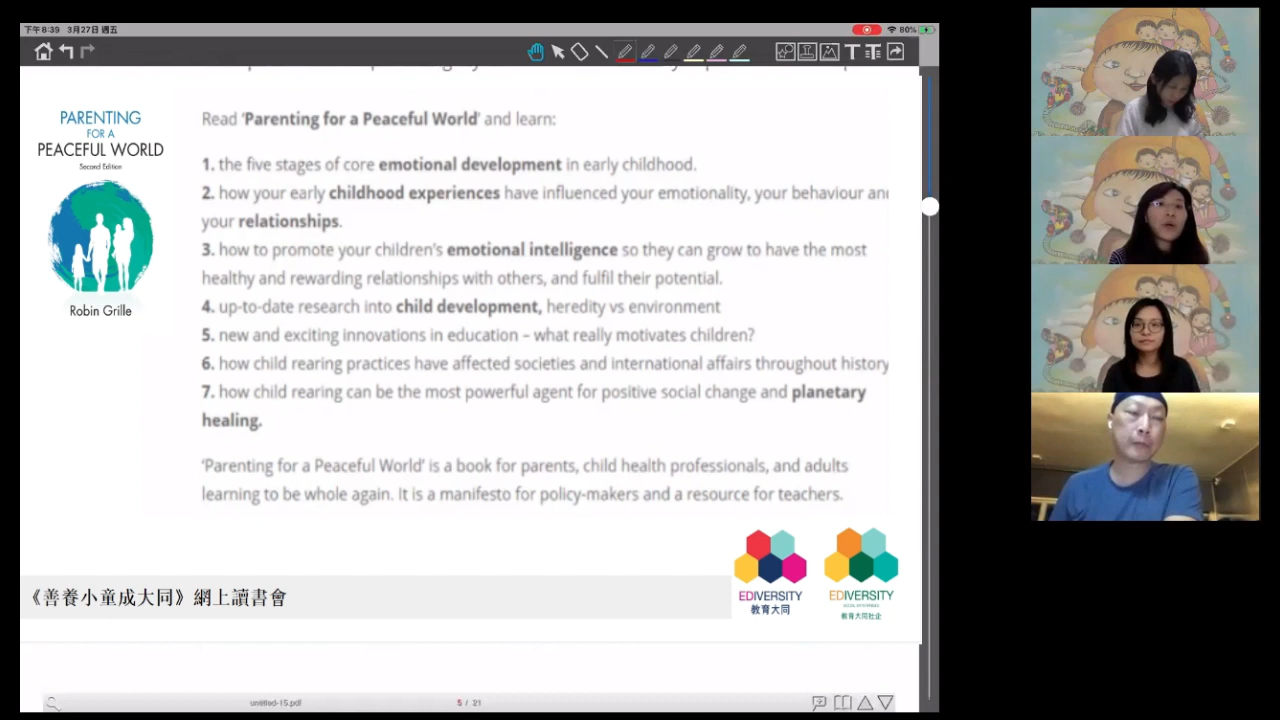 下午8:39 3月27日 週五
80%
PARENTING
FOR A
PEACEFUL WORLD
Second Edition
Robin Grille
Read 'Parenting for a Peaceful World' and learn:
1. the five stages of core emotional development in early childhood.
2. how your early childhood experiences have influenced your emotionality, your behaviour and
your relationships.
3. how to promote your children's emotional intelligence so they can grow to have the most
healthy and rewarding relationships with others, and fulfil their potential.
4. up-to-date research into child development, heredity vs environment
5. new and exciting innovations in education – what really motivates children?
6. how child rearing practices have affected societies and international affairs throughout history
7. how child rearing can be the most powerful agent for positive social change and planetary
healing.
'Parenting for a Peaceful World' is a book for parents, child health professionals, and adults
learning to be whole again. It is a manifesto for policy-makers and a resource for teachers.
《善養小童成大同》網上讀書會
EDIVERSITY
教育大同
EDIVERSITY
SOCIAL ENTERPRISES
教育大同社企
untitled-15.pdf
5 / 21